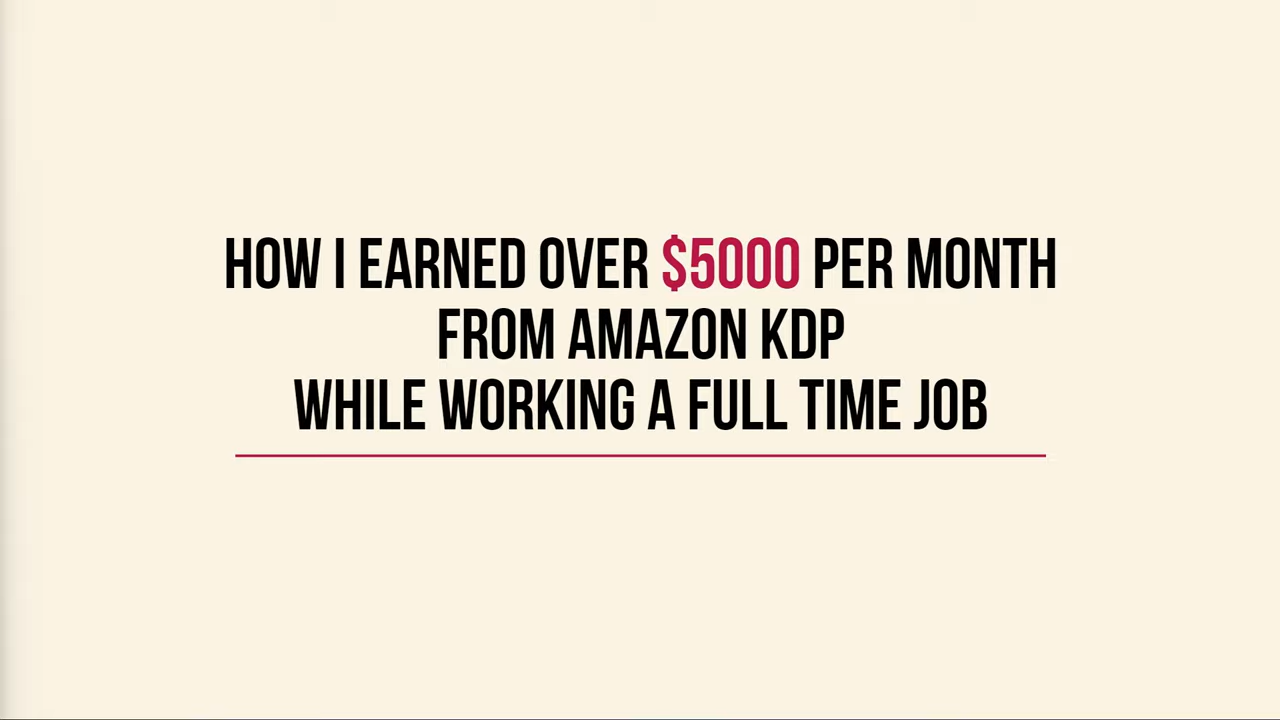 HOW I EARNED OVER $5000 PER MONTH
FROM AMAZON KDP
WHILE WORKING A FULL TIME JOB